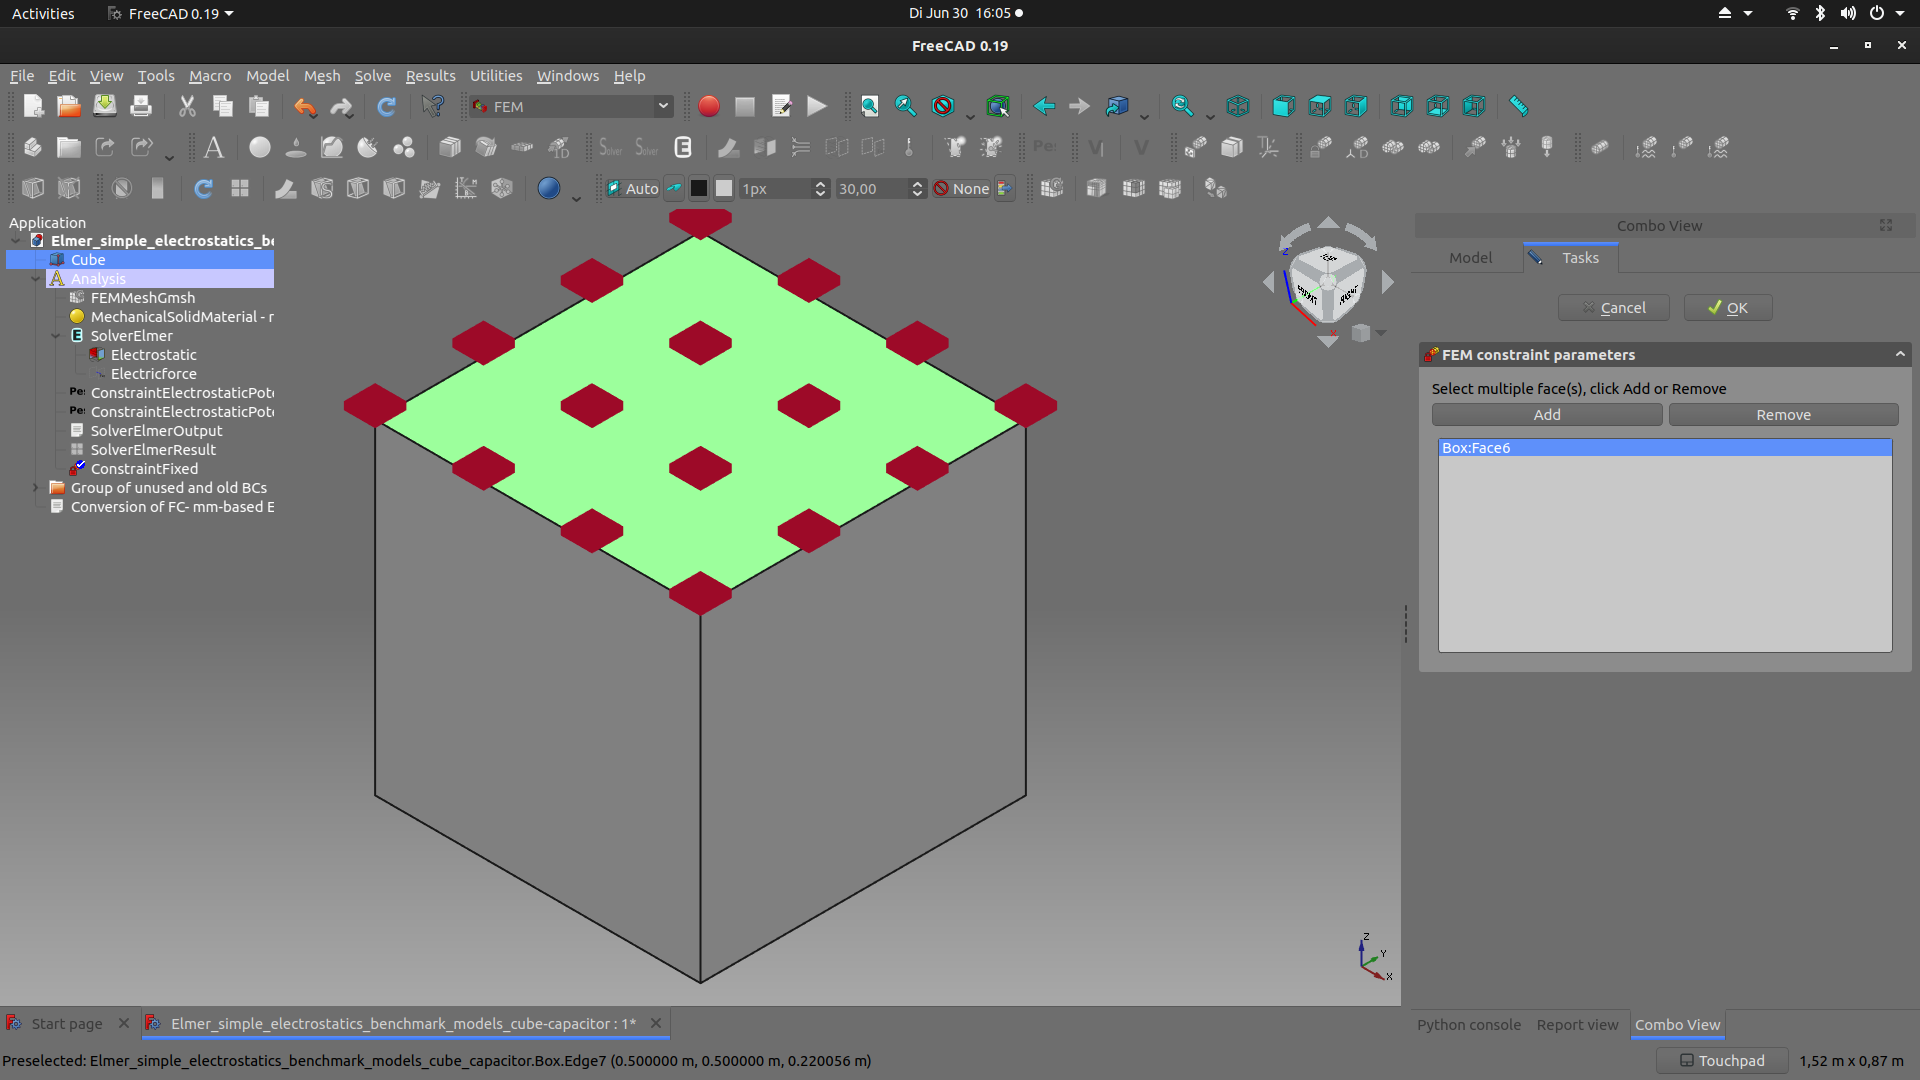 Activities
FreeCAD 0.19
Di Jun 30 16:05
FreeCAD 0.19
File Edit View Tools Macro Model Mesh Solve Results Utilities Windows Help
FEM
Auto
1px
30,00
None
Application
Elmer_simple_electrostatics_be
Cube
Analysis
FEMMeshGmsh
MechanicalSolidMaterial - r
SolverElmer
Electrostatic
Electricforce
ConstraintElectrostaticPote
ConstraintElectrostaticPote
SolverElmerOutput
SolverElmerResult
ConstraintFixed
Group of unused and old BCs
Conversion of FC- mm-based E
Combo View
Model
Tasks
Cancel
OK
FEM constraint parameters
Select multiple face(s), click Add or Remove
Add
Remove
Box:Face6
Z
Y
X
Start page
Elmer_simple_electrostatics_benchmark_models_cube-capacitor : 1*
Python console
Report view
Combo View
Preselected: Elmer_simple_electrostatics_benchmark_models_cube_capacitor.Box.Edge7 (0.500000 m, 0.500000 m, 0.220056 m)
Touchpad
1,52 m x 0,87 m